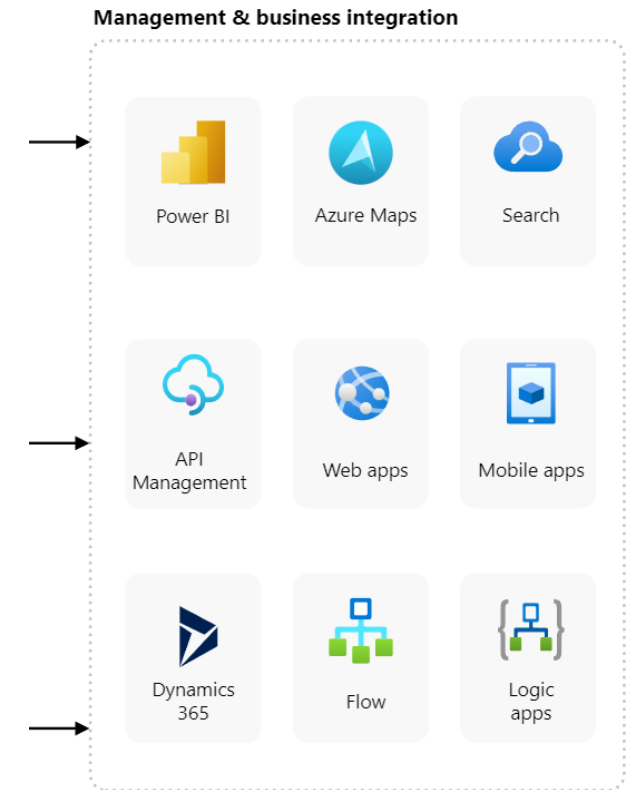 Management & business integration
Power BI
Azure Maps
Search
API
Management
Web apps
Mobile apps
Dynamics
365
Flow
Logic
apps